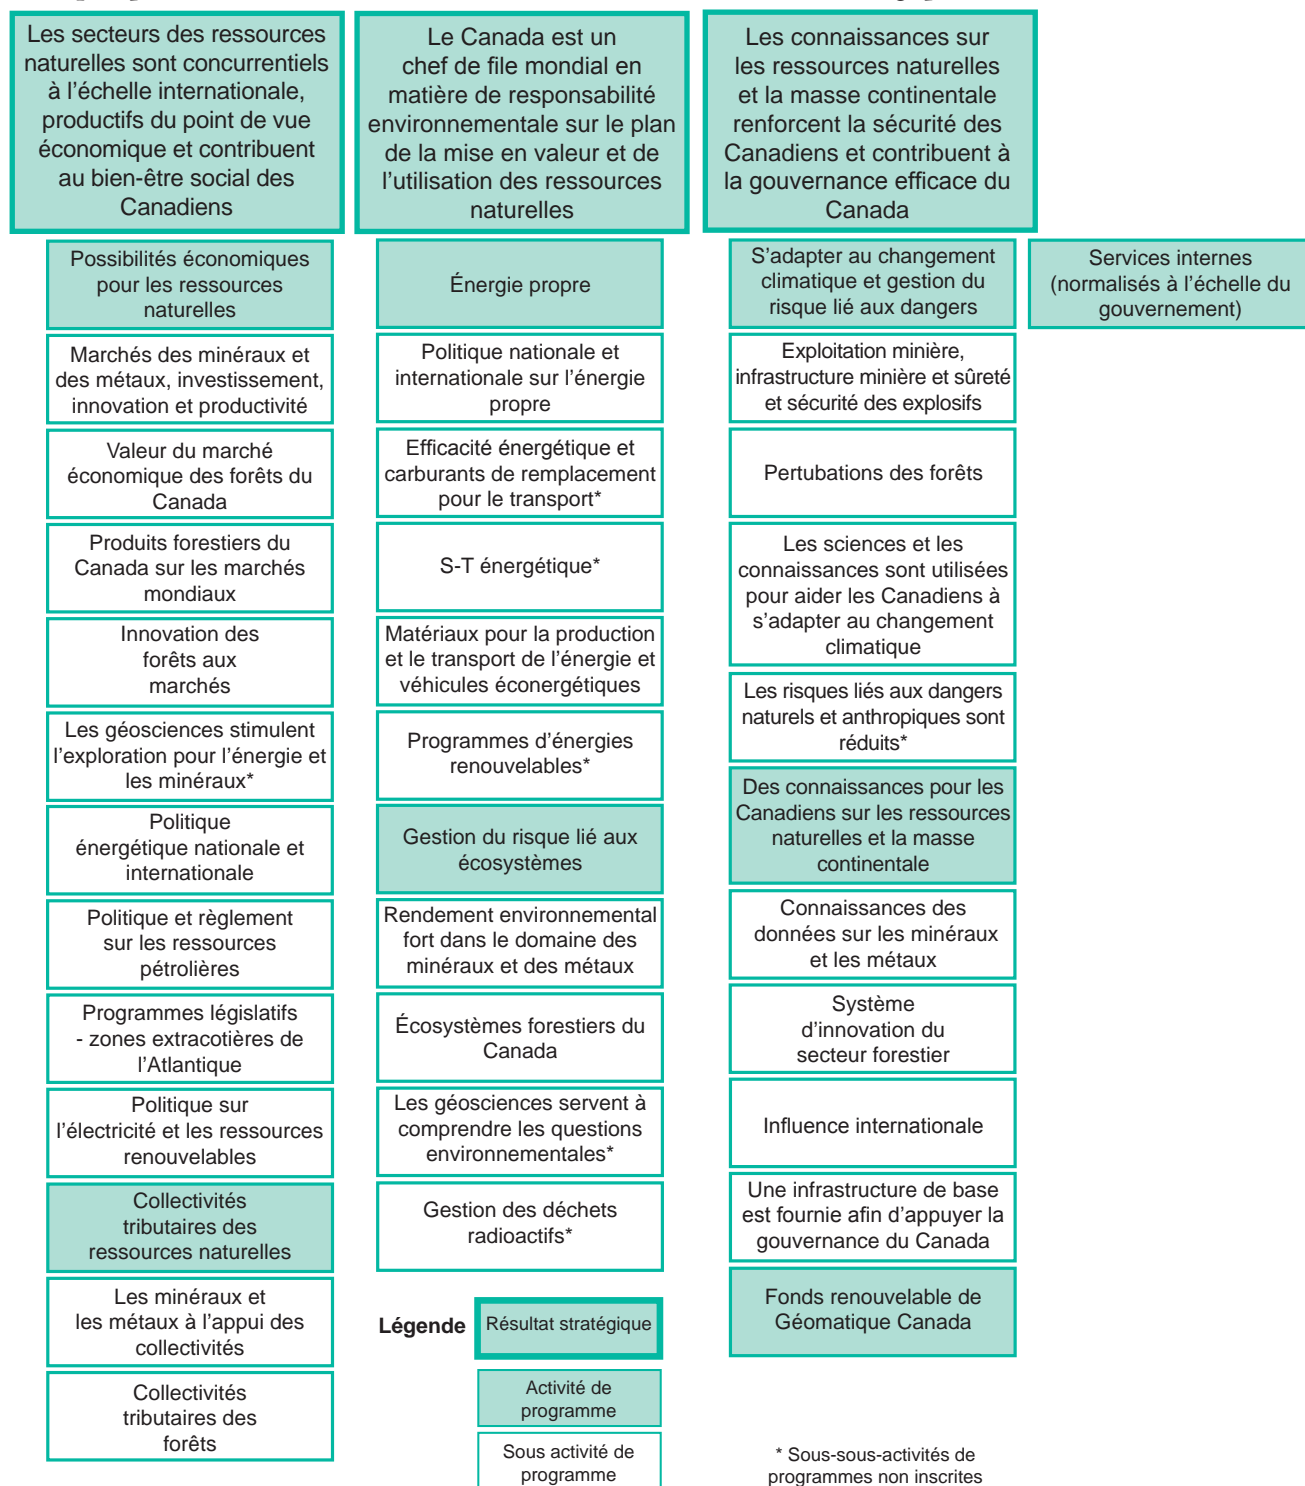 Les secteurs des ressources
naturelles sont concurrentiels
à l'échelle internationale,
productifs du point de vue
économique et contribuent
au bien-être social des
Canadiens
Possibilités économiques
pour les ressources
naturelles
Marchés des minéraux et
des métaux, investissement,
innovation et productivité
Valeur du marché
économique des forêts du
Canada
Produits forestiers du
Canada sur les marchés
mondiaux
Innovation des
forêts aux
marchés
Les géosciences stimulent
l'exploration pour l'énergie et
les minéraux*
Politique
énergétique nationale et
internationale
Politique et règlement
sur les ressources
pétrolières
Programmes législatifs
- zones extracotières de
l'Atlantique
Politique sur
l'électricité et les ressources
renouvelables
Collectivités
tributaires des
ressources naturelles
Les minéraux et
les métaux à l'appui des
collectivités
Collectivités
tributaires des
forêts
Le Canada est un
chef de file mondial en
matière de responsabilité
environnementale sur le plan
de la mise en valeur et de
l'utilisation des ressources
naturelles
Énergie propre
Politique nationale et
internationale sur l'énergie
propre
Efficacité énergétique et
carburants de remplacement
pour le transport*
S-T énergétique*
Matériaux pour la production
et le transport de l'énergie et
véhicules éconergétiques
Programmes d'énergies
renouvelables*
Gestion du risque lié aux
écosystèmes
Rendement environnemental
fort dans le domaine des
minéraux et des métaux
Écosystèmes forestiers du
Canada
Les géosciences servent à
comprendre les questions
environnementales*
Gestion des déchets
radioactifs*
Les connaissances sur
les ressources naturelles
et la masse continentale
renforcent la sécurité des
Canadiens et contribuent à
la gouvernance efficace du
Canada
S'adapter au changement
climatique et gestion du
risque lié aux dangers
Exploitation minière,
infrastructure minière et sûreté
et sécurité des explosifs
Pertubations des forêts
Les sciences et les
connaissances sont utilisées
pour aider les Canadiens à
s'adapter au changement
climatique
Les risques liés aux dangers
naturels et anthropiques sont
réduits*
Des connaissances pour les
Canadiens sur les ressources
naturelles et la masse
continentale
Connaissances des
données sur les minéraux
et les métaux
Système
d'innovation du
secteur forestier
Influence internationale
Une infrastructure de base
est fournie afin d'appuyer la
gouvernance du Canada
Fonds renouvelable de
Géomatique Canada
Services internes
(normalisés à l'échelle du
gouvernement)
Légende
Résultat stratégique
Activité de
programme
Sous activité de
programme
* Sous-sous-activités de
programmes non inscrites